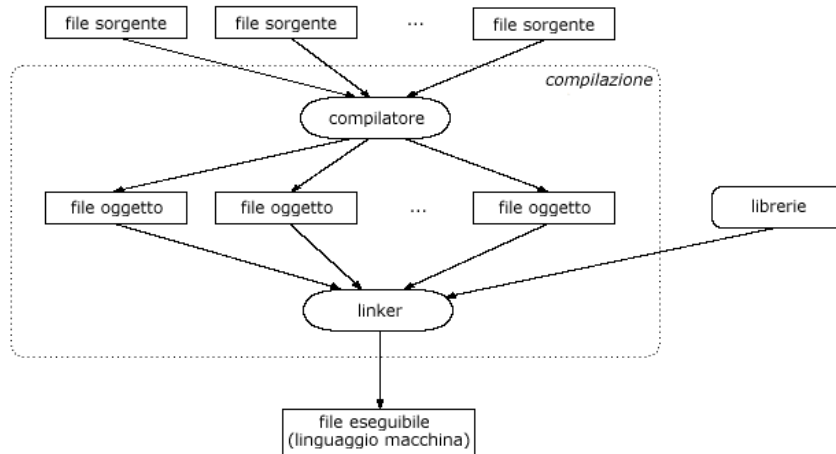 file sorgente
file sorgente
...
file sorgente
compilazione
compilatore
file oggetto
file oggetto
...
file oggetto
librerie
linker
file eseguibile
(linguaggio macchina)